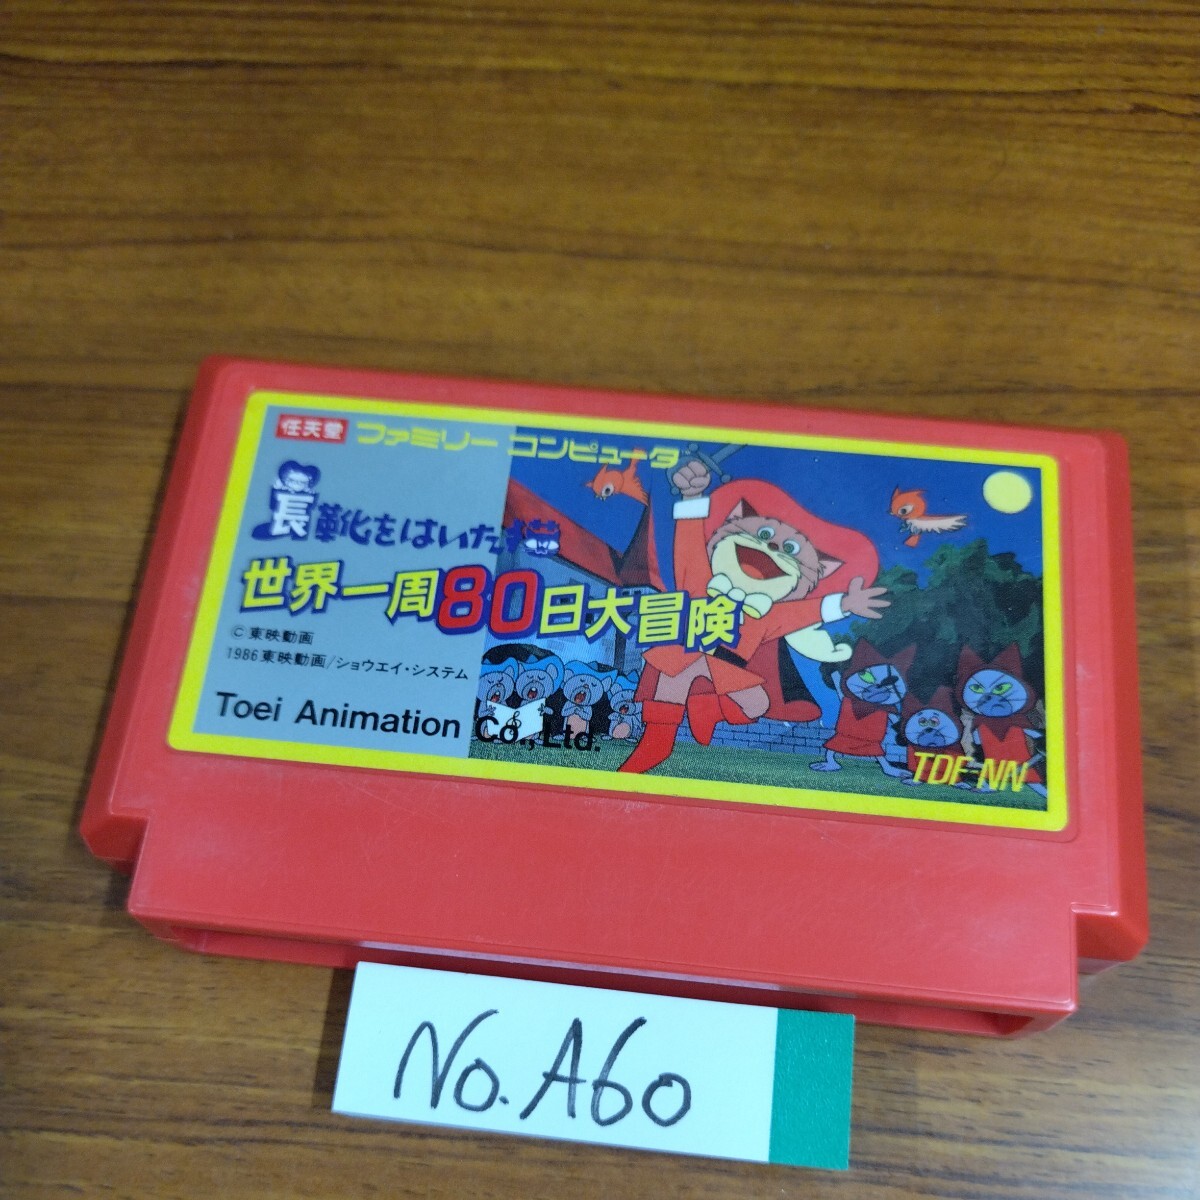 任天堂 ファミリー コンピュータ
長靴をはいた猫
世界一周80日大冒険
© 東映動画
1986 東映動画/ショウエイ・システム
Toei Animation Co., Ltd.
TDF-NN
No. A60